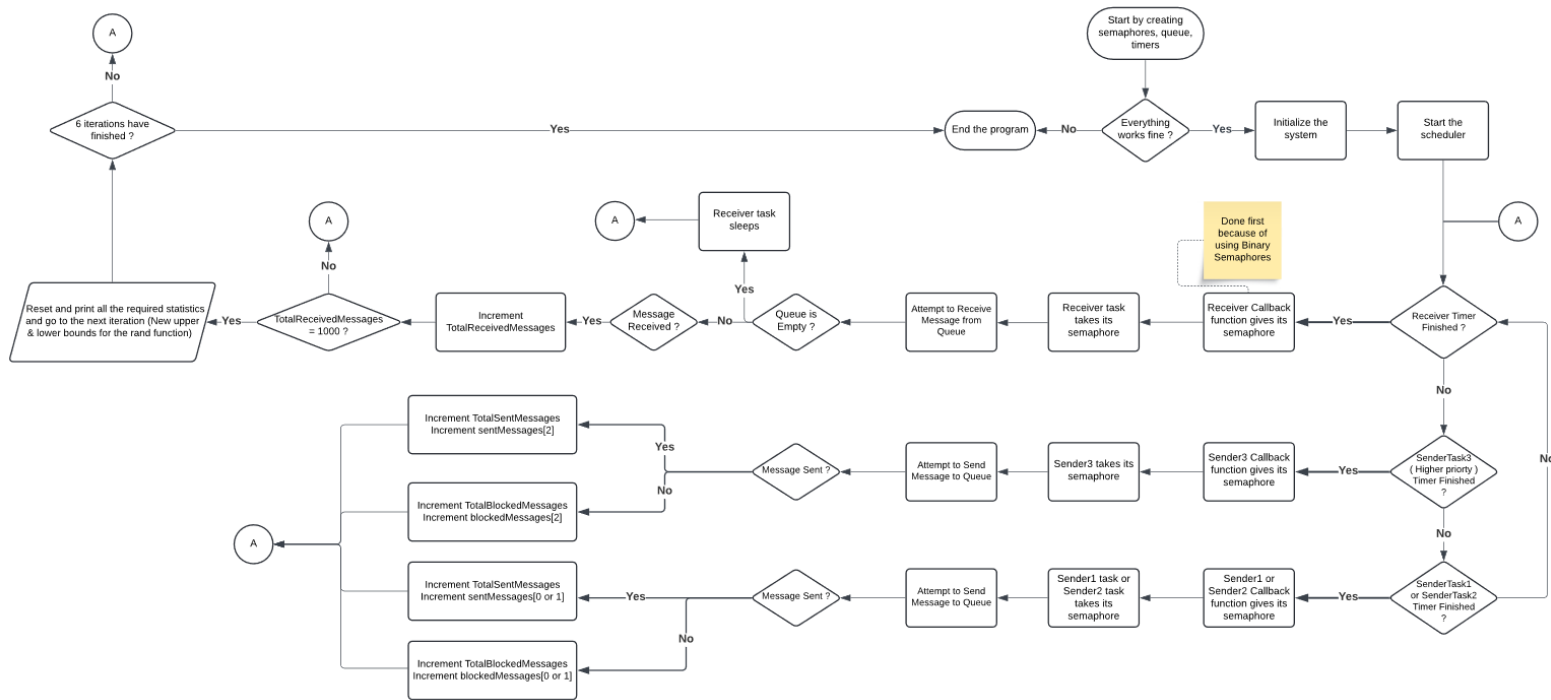 A
Start by creating
semaphores, queue,
timers
No
6 iterations have
finished ?
Yes
End the program
No
Everything
works fine ?
Yes
Initialize the
system
Start the
scheduler
A
A
Receiver task
sleeps
Done first
because of
using Binary
Semaphores
A
No
Yes
Reset and print all the required statistics
and go to the next iteration (New upper
& lower bounds for the rand function)
Yes
TotalReceivedMessages
= 1000 ?
Increment
TotalReceivedMessages
Yes
Message
Received ?
No
Queue is
Empty ?
Attempt to Receive
Message from
Queue
Receiver task
takes its
semaphore
Receiver Callback
function gives its
semaphore
Yes
Receiver Timer
Finished ?
No
Increment TotalSentMessages
Increment sentMessages[2]
Yes
Message Sent ?
Attempt to Send
Message to Queue
Sender3 takes its
semaphore
Sender3 Callback
function gives its
semaphore
Yes
SenderTask3
( Higher priorty )
Timer Finished
?
No
No
Increment TotalBlockedMessages
Increment blockedMessages[2]
No
A
Increment TotalSentMessages
Increment sentMessages[0 or 1]
Yes
Message Sent ?
Attempt to Send
Message to Queue
Sender1 task or
Sender2 task
takes its
semaphore
Sender1 or
Sender2 Callback
function gives its
semaphore
Yes
SenderTask1
or SenderTask2
Timer Finished
?
No
Increment TotalBlockedMessages
Increment blockedMessages[0 or 1]